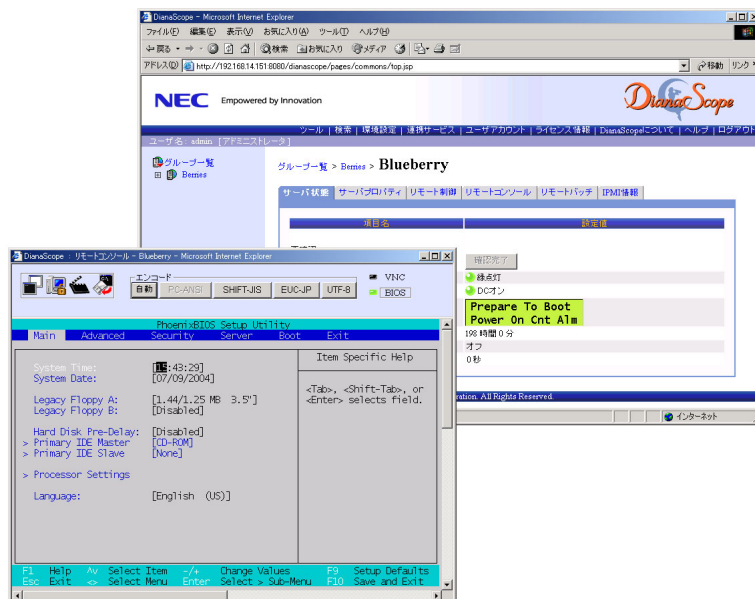 DianaScope - Microsoft Internet Explorer
ファイル(F) 編集(E) 表示(V) お気に入り(A) ツール(T) ヘルプ(H)
戻る 検索 お気に入り メディア
アドレス(D) http://192.168.14.151:8080/dianascope/pages/commons/top.jsp 移動 リンク
NEC Empowered by Innovation DianaScope
ツール | 検索 | 環境設定 | 連携サービス | ユーザアカウント | ライセンス情報 | DianaScopeについて | ヘルプ | ログアウト
ユーザ名: admin [アドミニストレータ]
グループ一覧
Berries
グループ一覧 > Berries > Blueberry
サーバ状態 サーバプロパティ リモート制御 リモートコンソール リモートバッチ IPMI情報
項目名 設定値
確認完了
緑点灯
DCオン
Prepare To Boot
Power On Cnt Alm
198 時間 0 分
オフ
0 秒
ration. All Rights Reserved.
インターネット
DianaScope : リモートコンソール - Blueberry - Microsoft Internet Explorer
エンコード
自動 PC-ANSI SHIFT-JIS EUC-JP UTF-8
VNC
BIOS
PhoenixBIOS Setup Utility
Main Advanced Security Server Boot Exit
Item Specific Help
System Time: [15:43:29]
System Date: [07/09/2004]
<Tab>, <Shift-Tab>, or
<Enter> selects field.
Legacy Floppy A: [1.44/1.25 MB 3.5"]
Legacy Floppy B: [Disabled]
Hard Disk Pre-Delay: [Disabled]
> Primary IDE Master [CD-ROM]
> Primary IDE Slave [None]
> Processor Settings
Language: [English (US)]
F1 Help ^v Select Item -/+ Change Values F9 Setup Defaults
Esc Exit <> Select Menu Enter Select > Sub-Menu F10 Save and Exit